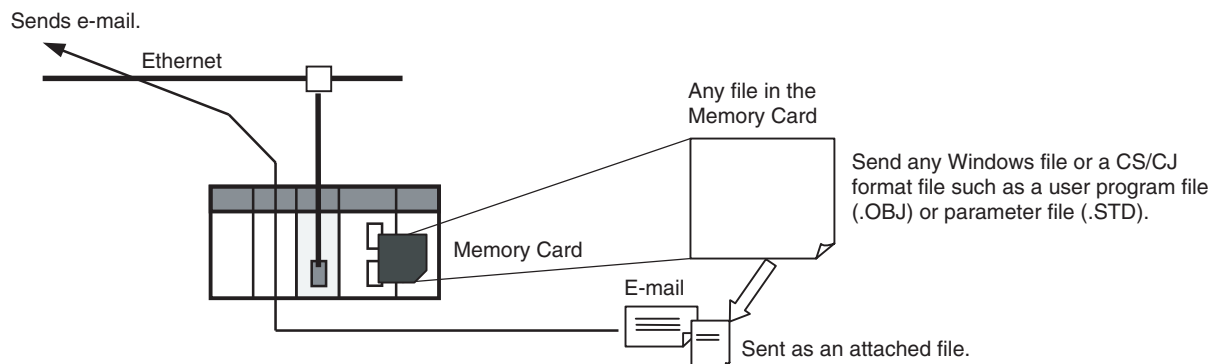 Sends e-mail.
Ethernet
Any file in the
Memory Card
Send any Windows file or a CS/CJ
format file such as a user program file
(.OBJ) or parameter file (.STD).
Memory Card
E-mail
Sent as an attached file.